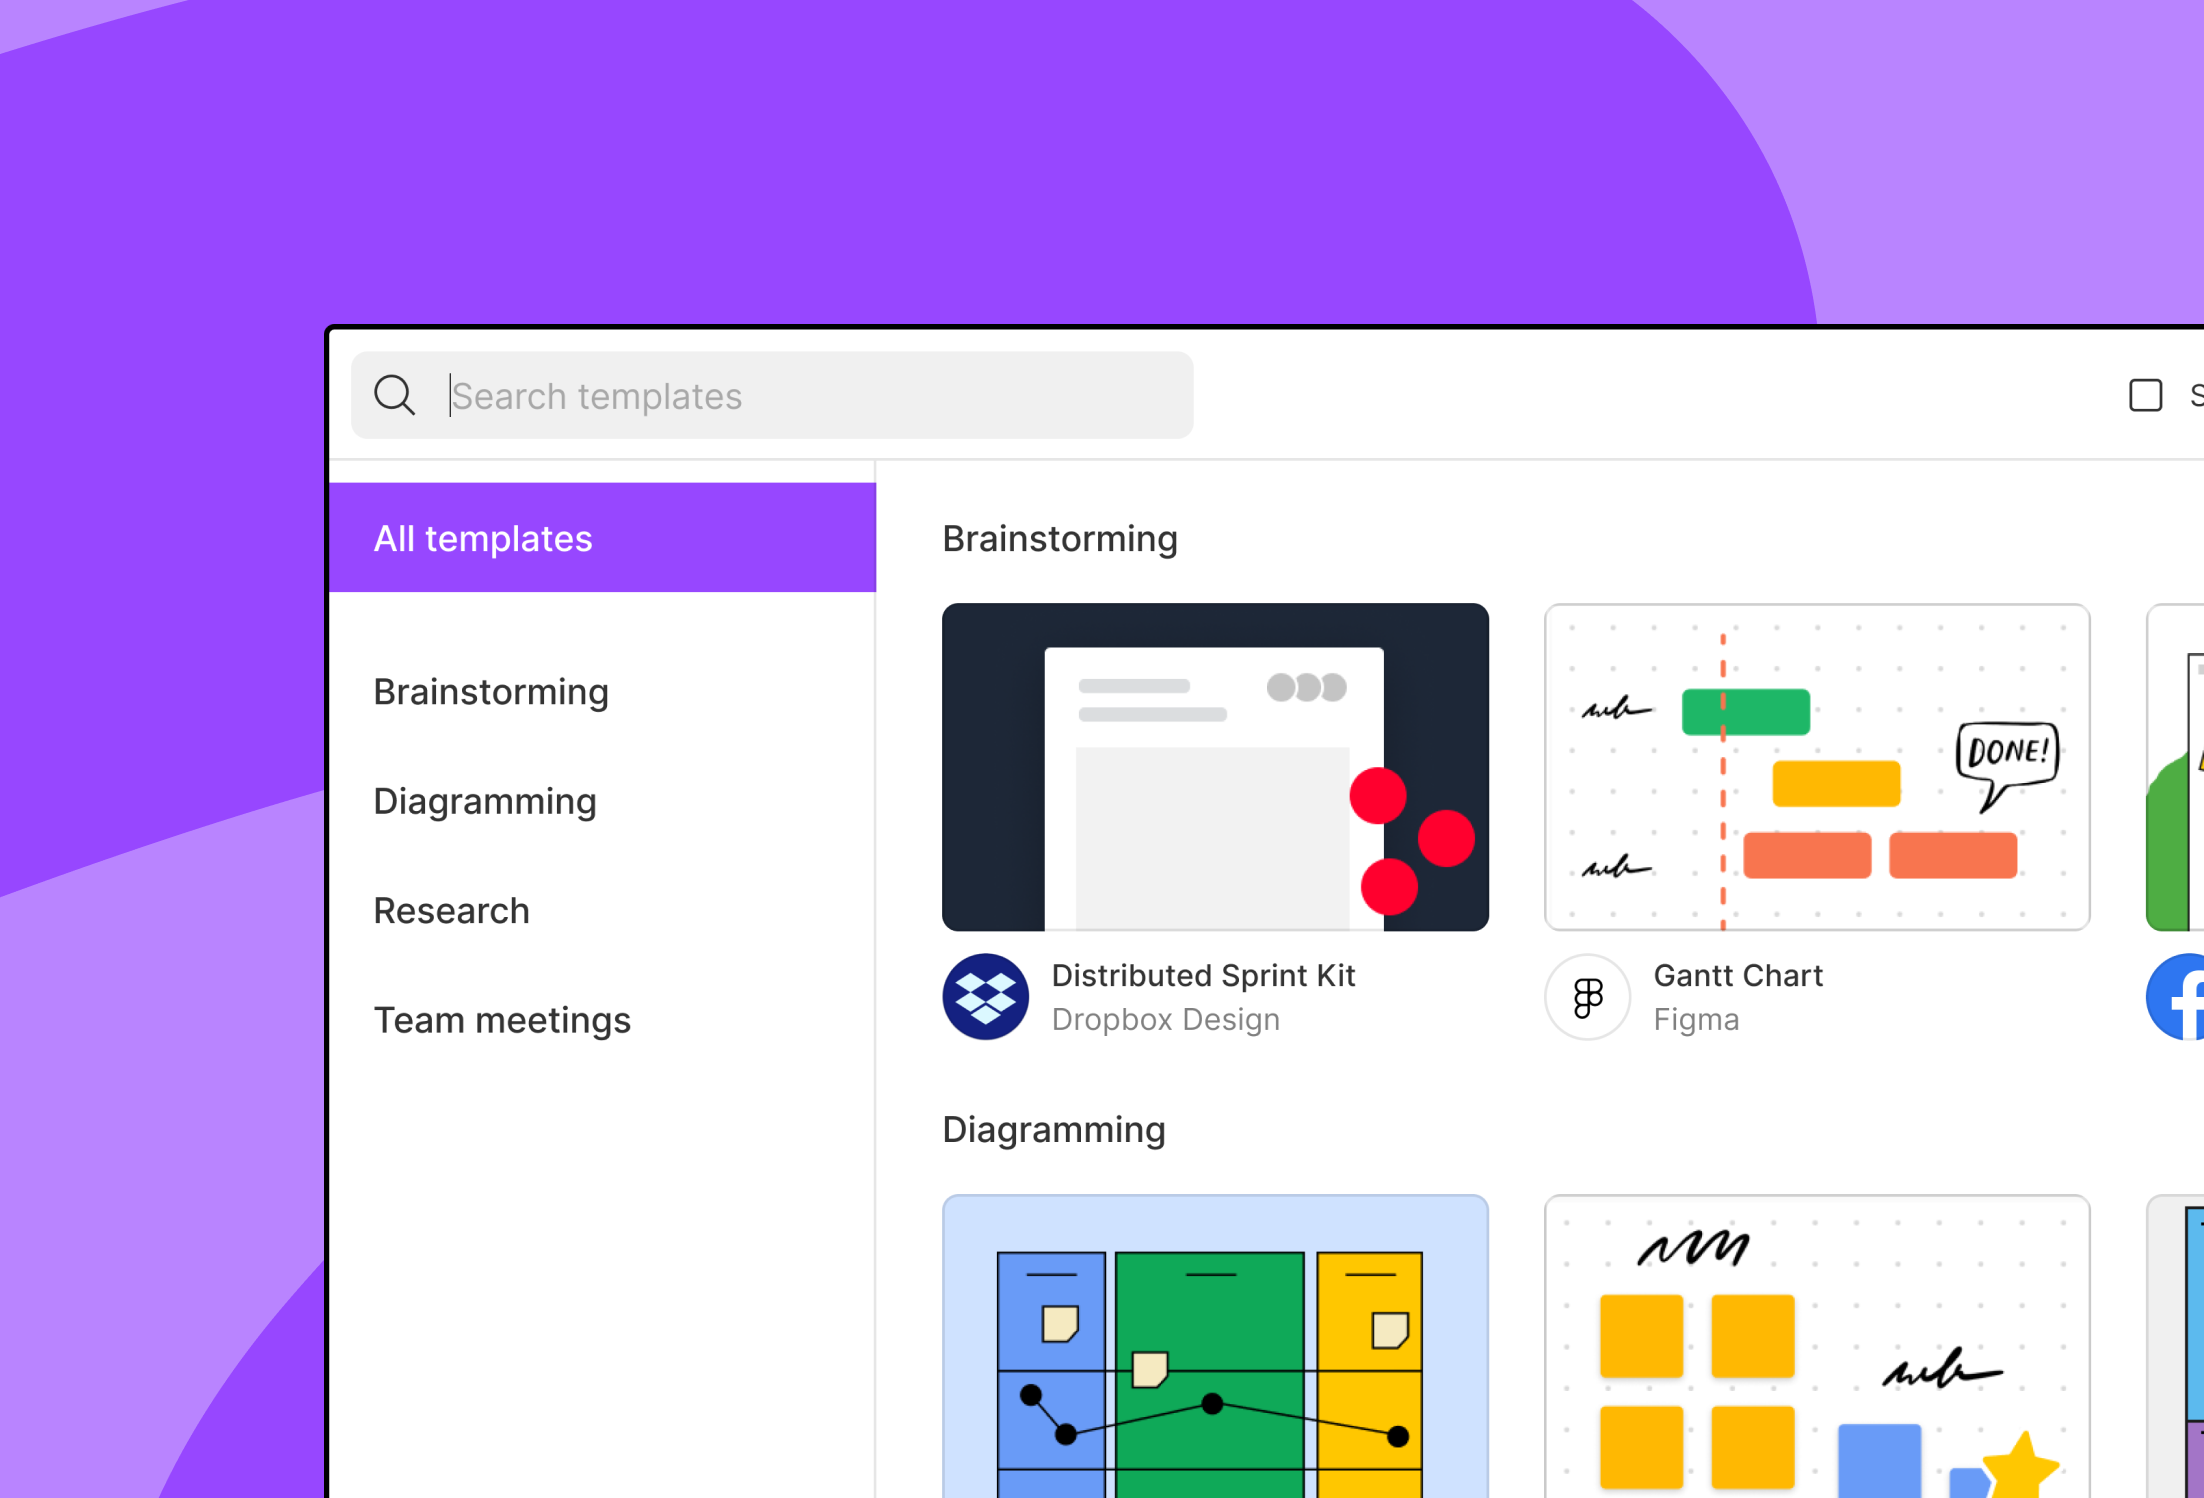 Search templates
S
All templates
Brainstorming
Diagramming
Research
Team meetings
Brainstorming
DONE!
Distributed Sprint Kit
Dropbox Design
Gantt Chart
Figma
Diagramming